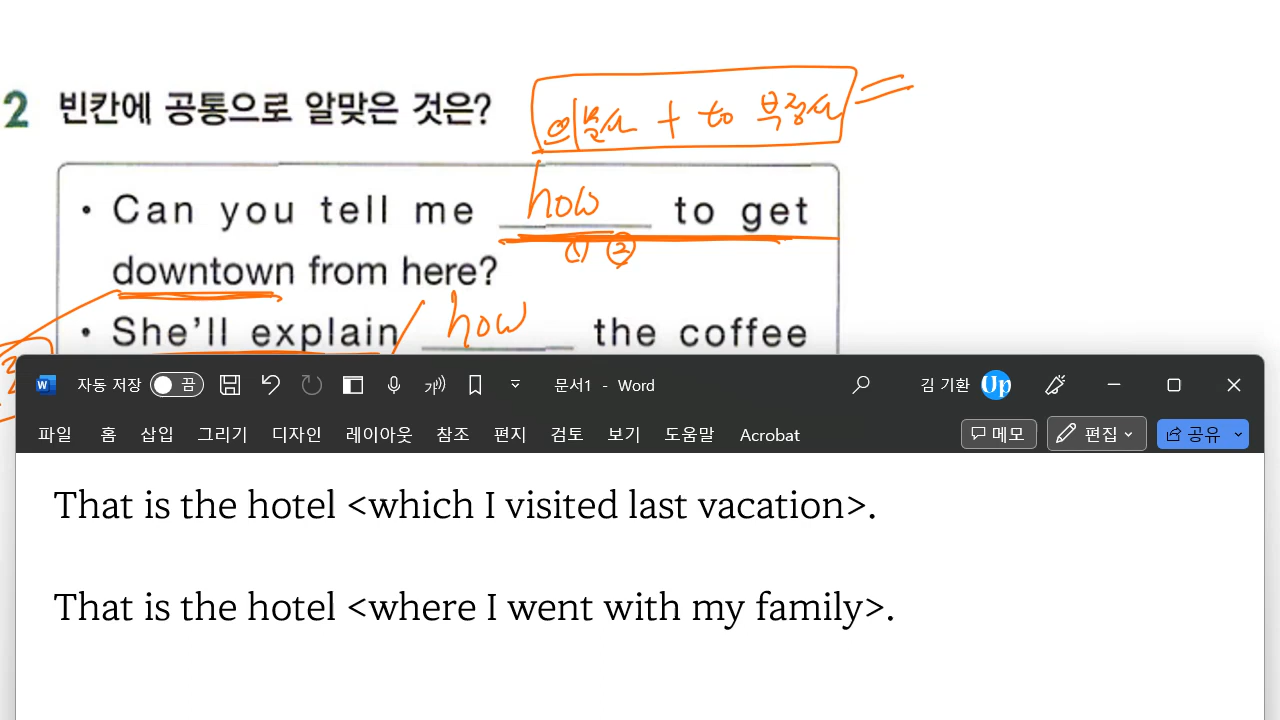 2 빈칸에 공통으로 알맞은 것은?
의문사 + to 부정사
• Can you tell me how to get
① ②
downtown from here?
• She'll explain / how the coffee
자동 저장 끔 가)) 문서1 - Word 김 기환 Up
파일 홈 삽입 그리기 디자인 레이아웃 참조 편지 검토 보기 도움말 Acrobat 메모 편집 공유
That is the hotel <which I visited last vacation>.
That is the hotel <where I went with my family>.